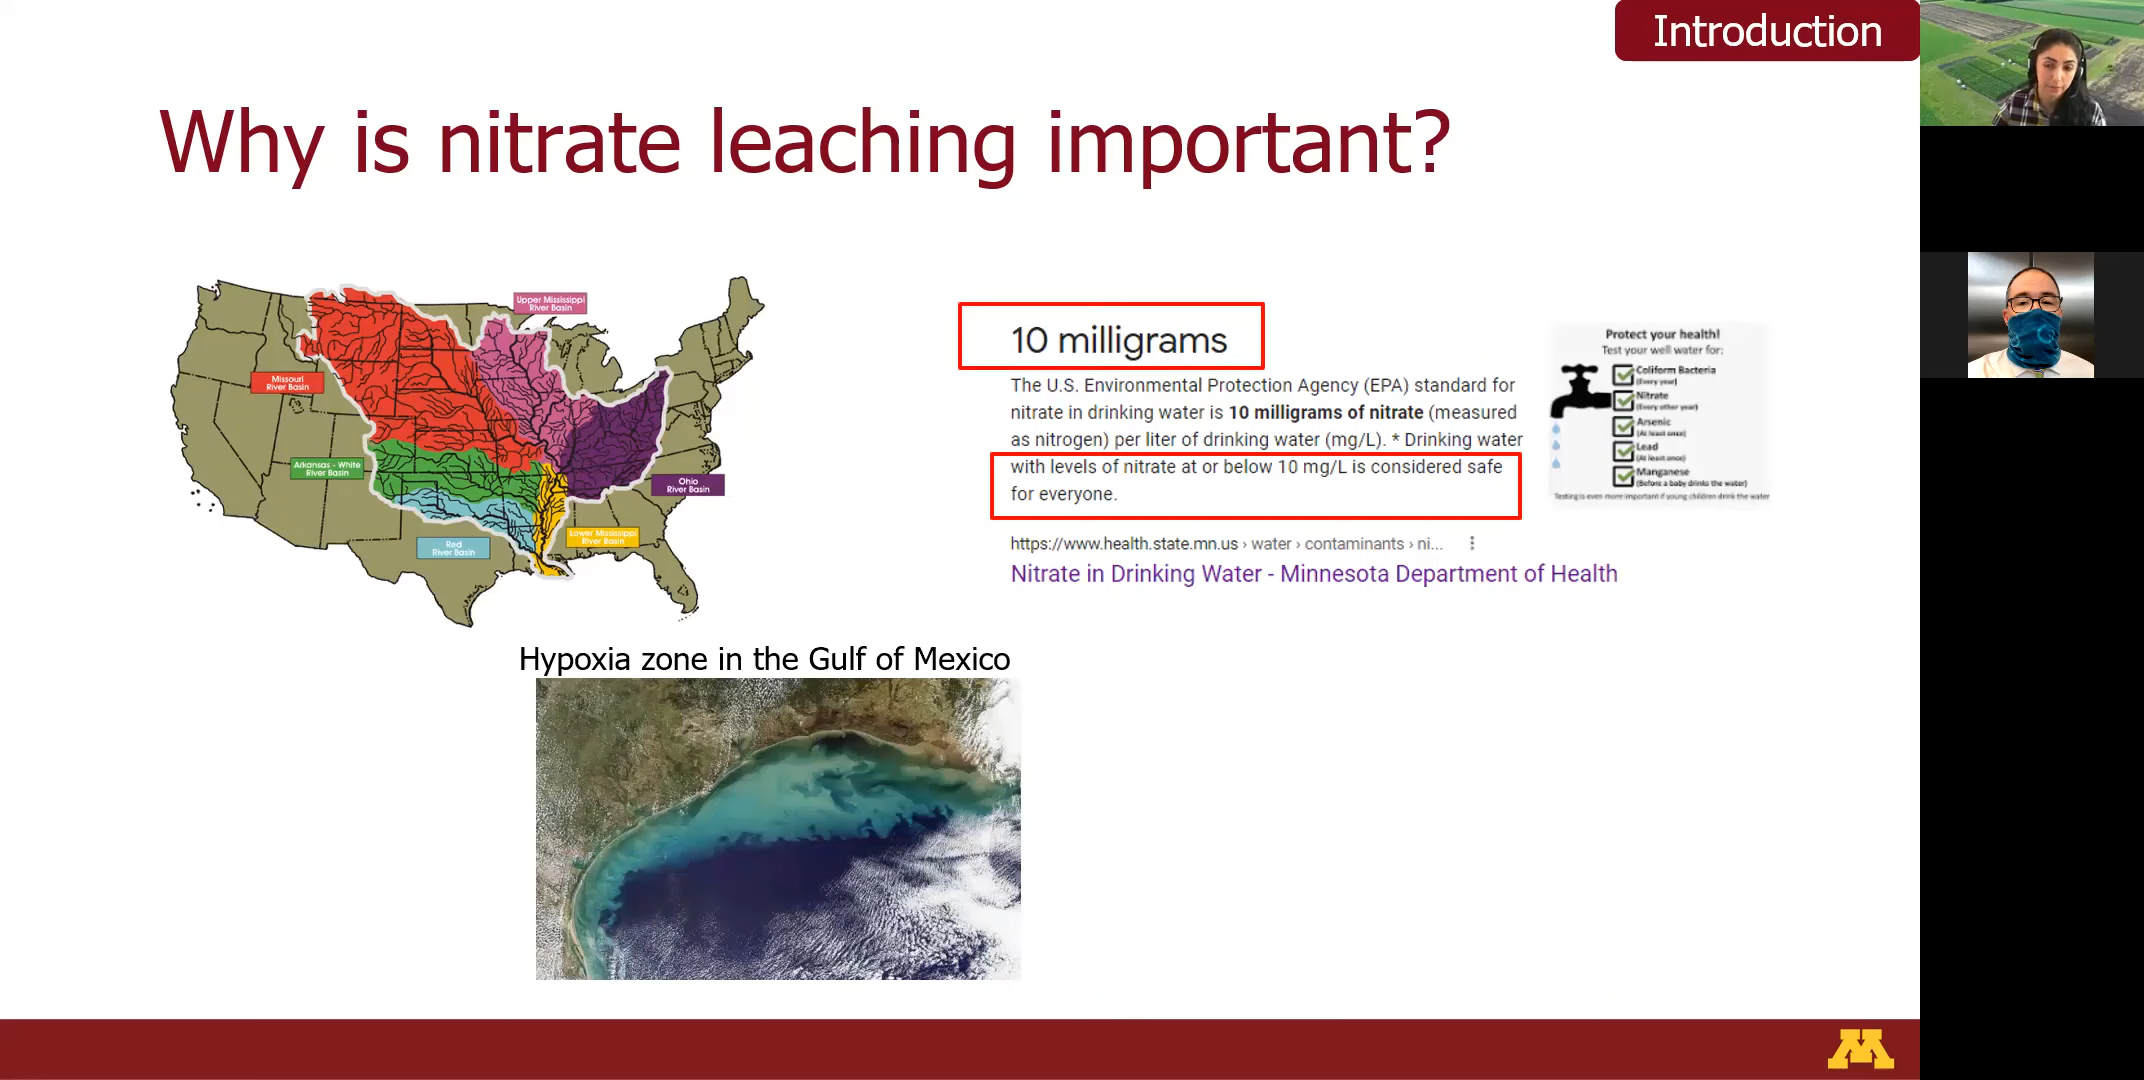 Introduction
Why is nitrate leaching important?
Upper Mississippi
River Basin
Missouri
River Basin
Arkansas - White
River Basin
Ohio
River Basin
Red
River Basin
Lower Mississippi
River Basin
10 milligrams
The U.S. Environmental Protection Agency (EPA) standard for
nitrate in drinking water is 10 milligrams of nitrate (measured
as nitrogen) per liter of drinking water (mg/L). * Drinking water
with levels of nitrate at or below 10 mg/L is considered safe
for everyone.
https://www.health.state.mn.us › water › contaminants › ni...
Nitrate in Drinking Water - Minnesota Department of Health
Protect your health!
Test your well water for:
Coliform Bacteria
(Every year)
Nitrate
(Every other year)
Arsenic
(At least once)
Lead
(At least once)
Manganese
(Before a baby drinks the water)
Testing is even more important if young children drink the water
Hypoxia zone in the Gulf of Mexico
M